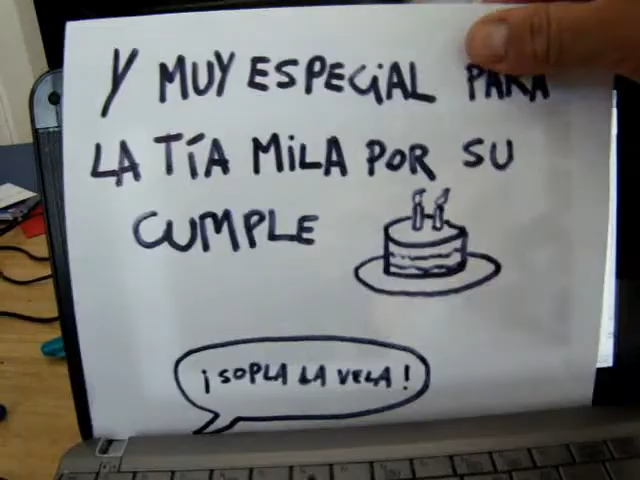 Y MUY ESPECiAL PARA
LA TÍA MiLA POR SU
CUMPLE
¡SOPLA LA VELA!